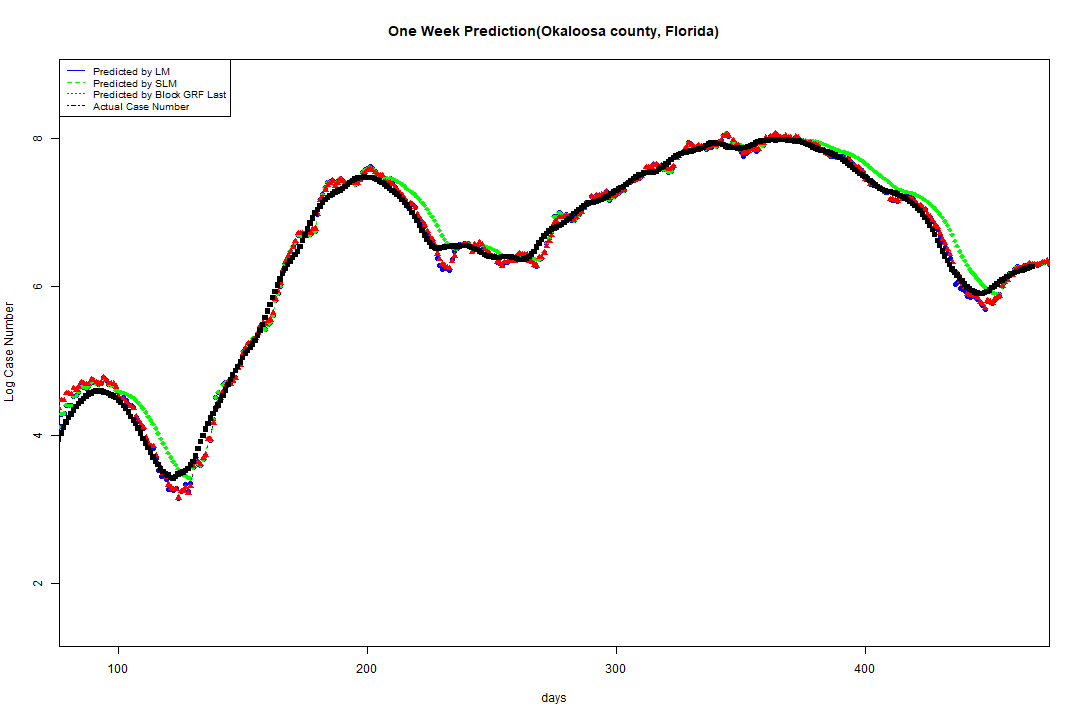 One Week Prediction(Okaloosa county, Florida)
Predicted by LM
Predicted by SLM
Predicted by Block GRF Last
Actual Case Number
8
6
4
2
Log Case Number
100 200 300 400
days